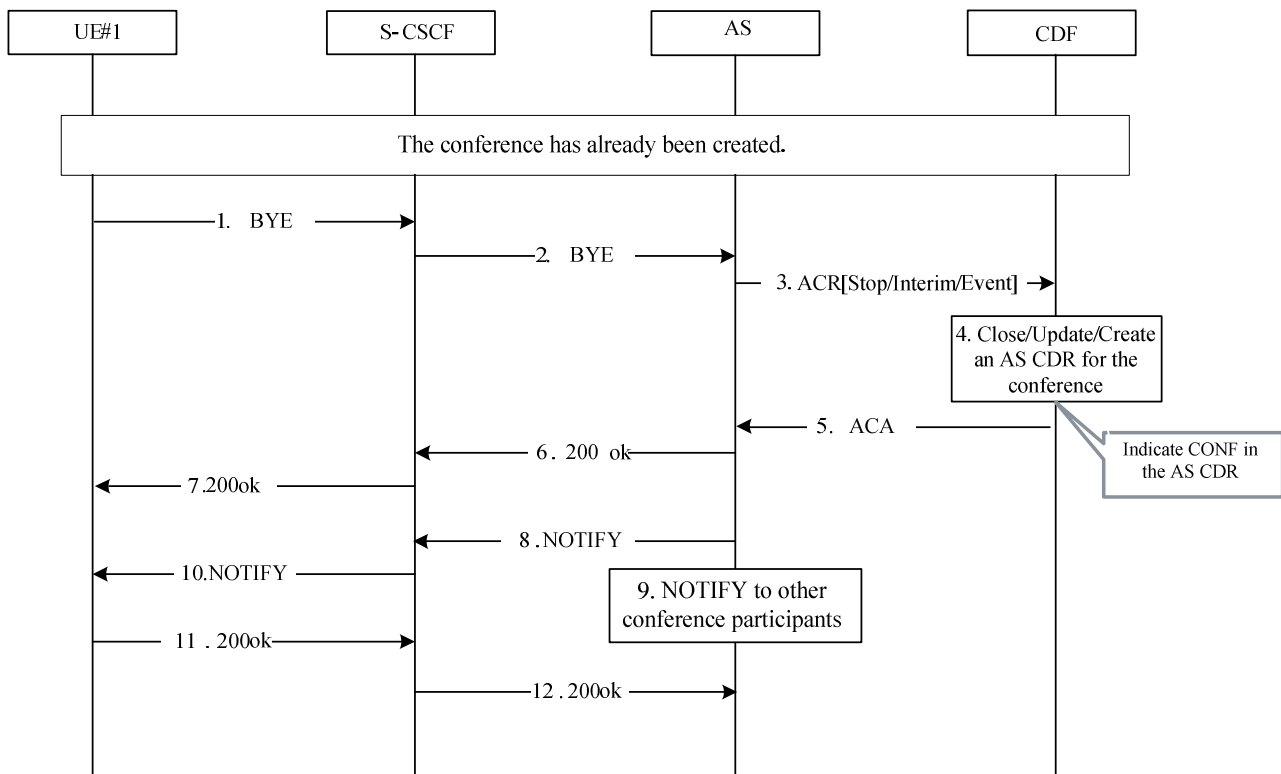 UE#1
S-CSCF
AS
CDF
The conference has already been created.
1. BYE
2. BYE
3. ACR[Stop/Interim/Event]
4. Close/Update/Create
an AS CDR for the
conference
5. ACA
Indicate CONF in
the AS CDR
6. 200 ok
7.200ok
8.NOTIFY
10.NOTIFY
9. NOTIFY to other
conference participants
11. 200ok
12. 200ok